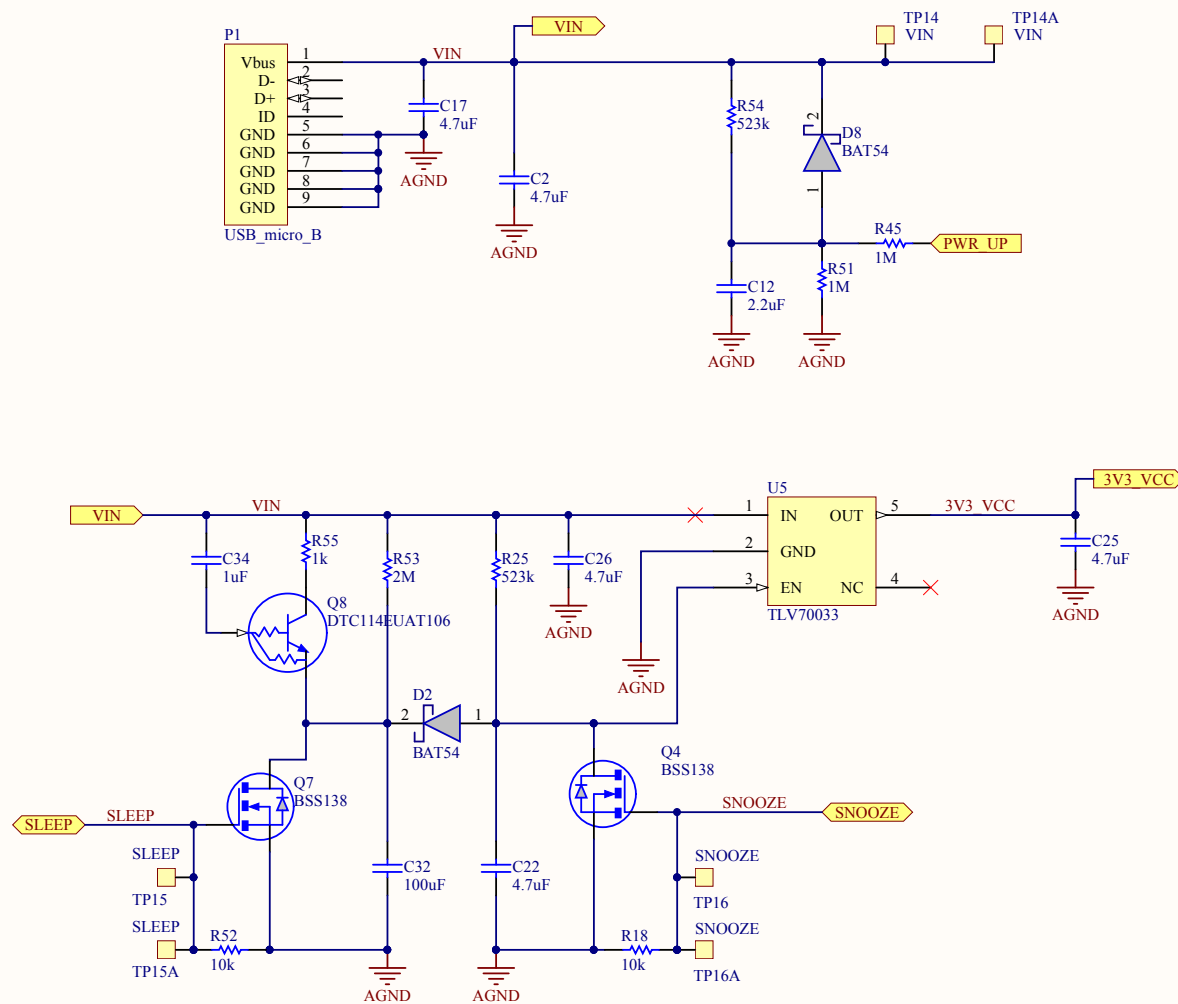 P1
VIN
TP14
VIN
TP14A
VIN
Vbus
1
VIN
D-
2
D+
3
ID
4
GND
5
GND
6
GND
7
GND
8
GND
9
USB_micro_B
C17
4.7uF
AGND
C2
4.7uF
AGND
R54
523k
2
D8
BAT54
1
R45
1M
PWR_UP
C12
2.2uF
R51
1M
AGND
AGND
VIN
VIN
U5
1
IN
OUT
5
3V3_VCC
3V3_VCC
2
GND
3
EN
NC
4
TLV70033
C25
4.7uF
AGND
C34
1uF
R55
1k
R53
2M
R25
523k
C26
4.7uF
AGND
AGND
Q8
DTC114EUAT106
D2
2
1
BAT54
Q7
BSS138
Q4
BSS138
SLEEP
SLEEP
SNOOZE
SNOOZE
SLEEP
TP15
SLEEP
TP15A
R52
10k
C32
100uF
AGND
C22
4.7uF
AGND
R18
10k
SNOOZE
TP16
SNOOZE
TP16A